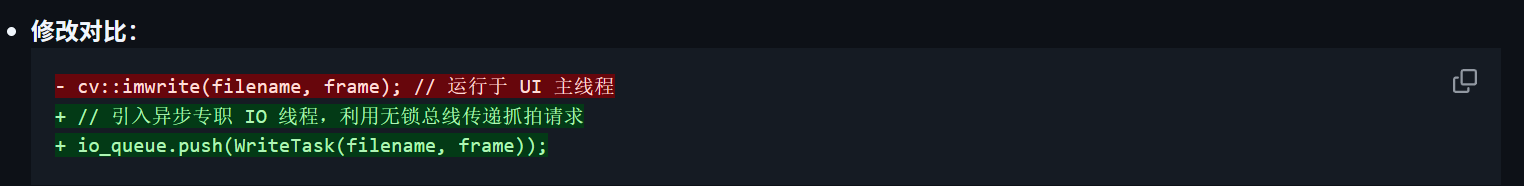 修改对比：
- cv::imwrite(filename, frame); // 运行于 UI 主线程
+ // 引入异步专职 IO 线程，利用无锁总线传递抓拍请求
+ io_queue.push(WriteTask(filename, frame));